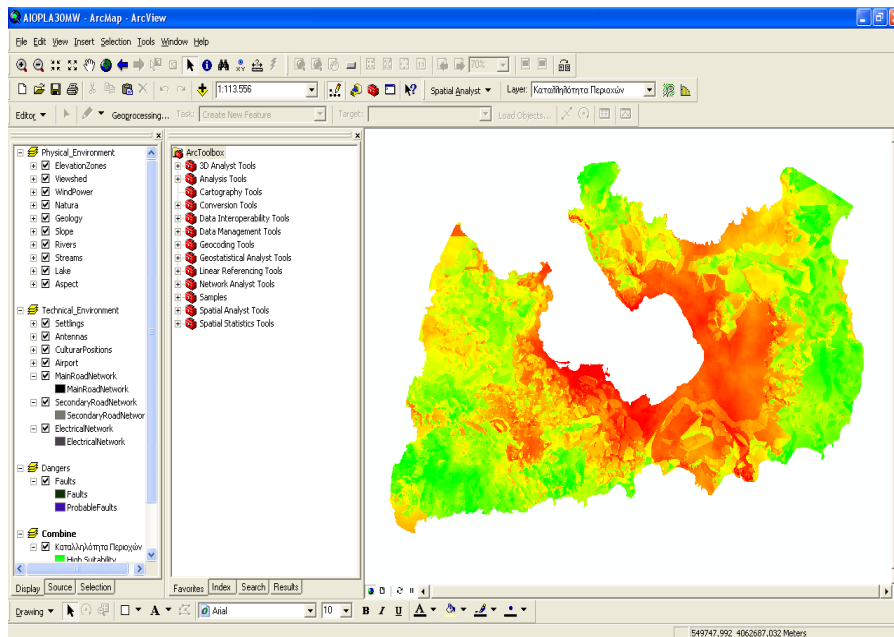 AIOPLA30MW - ArcMap - ArcView
File Edit View Insert Selection Tools Window Help
70%
1:113.556
Spatial Analyst
Layer: Καταλληλότητα Περιοχών
Editor
Geoprocessing...
Task: Create New Feature
Target:
Load Objects...
Physical_Environment
ElevationZones
Viewshed
WindPower
Natura
Geology
Slope
Rivers
Streams
Lake
Aspect
Technical_Environment
Settlings
Antennas
CulturarPositions
Airport
MainRoadNetwork
MainRoadNetwork
SecondaryRoadNetwork
SecondaryRoadNetwor
ElectricalNetwork
ElectricalNetwork
Dangers
Faults
Faults
ProbableFaults
Combine
Καταλληλότητα Περιοχών
High Suitability
Display Source Selection
ArcToolbox
3D Analyst Tools
Analysis Tools
Cartography Tools
Conversion Tools
Data Interoperability Tools
Data Management Tools
Geocoding Tools
Geostatistical Analyst Tools
Linear Referencing Tools
Network Analyst Tools
Samples
Spatial Analyst Tools
Spatial Statistics Tools
Favorites Index Search Results
Drawing
A
Arial
10
B I U A
549747,992 4062687,032 Meters